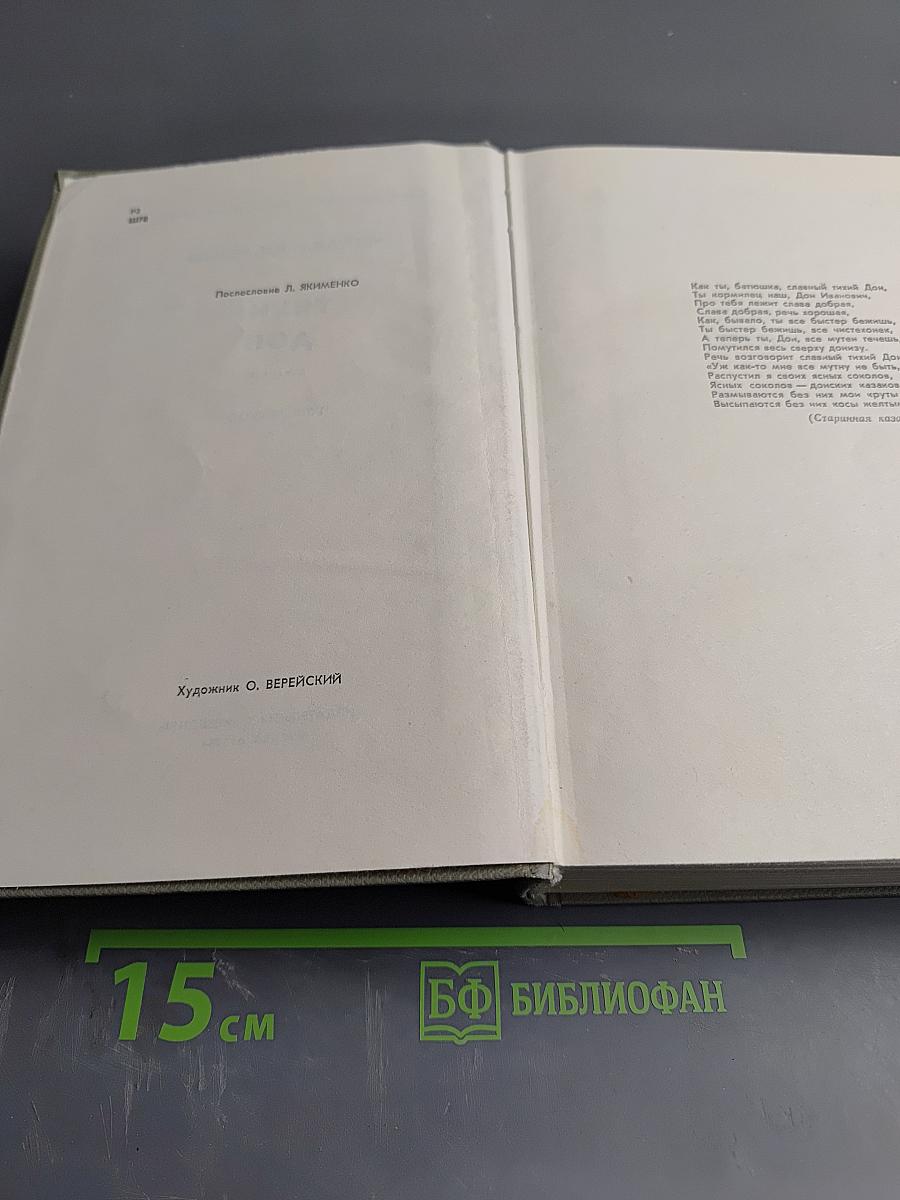 Р2
Послесловие Л. ЯКИМЕНКО
Художник О. ВЕРЕЙСКИЙ
Как ты, батюшка, славный тихий Дон,
Ты кормилец наш, Дон Иванович,
Про тебя лежит слава добрая,
Слава добрая, речь хорошая,
Как, бывало, ты все быстер бежишь,
Ты быстер бежишь, все чистехонек,
А теперь ты, Дон, все мутен течешь,
Помутился весь сверху донизу.
Речь возговорит славный тихий Дон
«Уж как-то мне все мутну не быть,
Распустил я своих ясных соколов,
Ясных соколов — донских казаков
Размываются без них мои круты
Высыпаются без них косы желтым
(Старинная каза
15 см
БФ БИБЛИОФАН